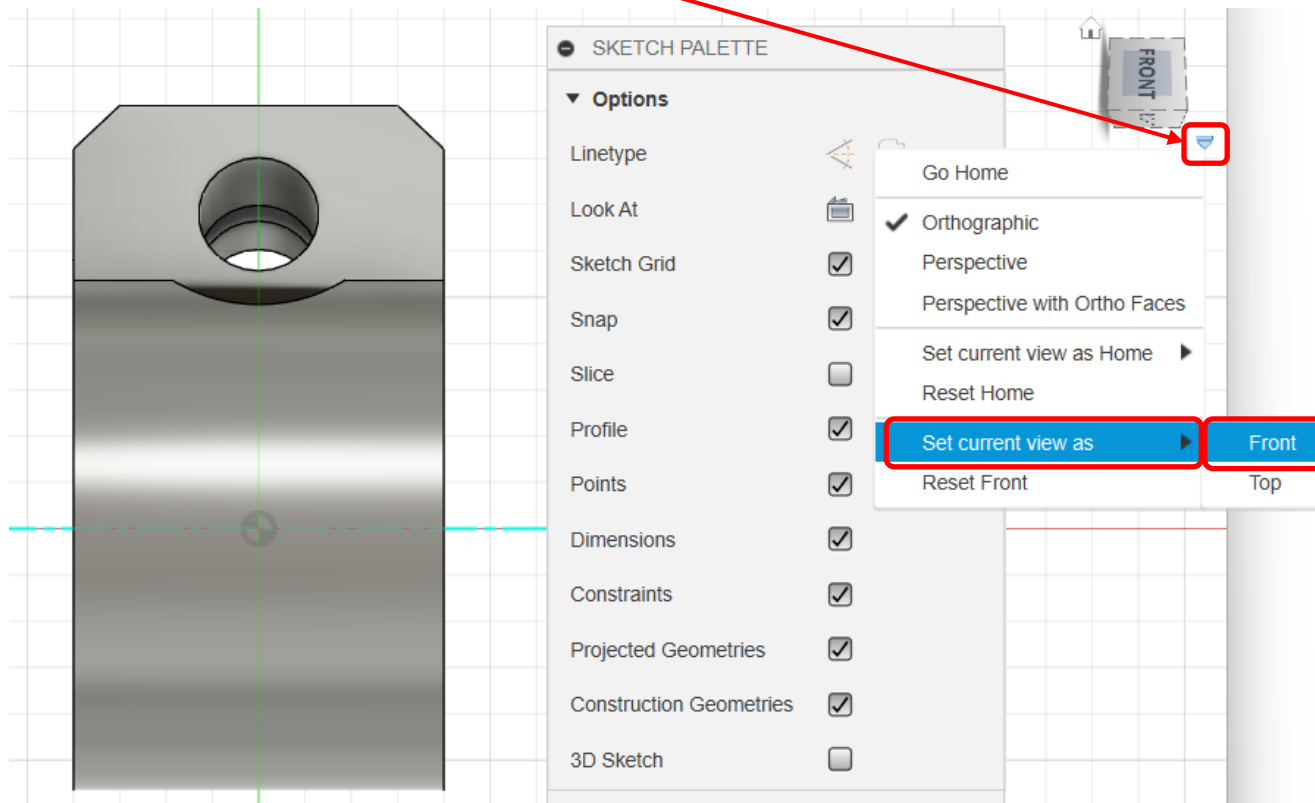 SKETCH PALETTE
Options
Linetype
Look At
Sketch Grid
Snap
Slice
Profile
Points
Dimensions
Constraints
Projected Geometries
Construction Geometries
3D Sketch
FRONT
Go Home
Orthographic
Perspective
Perspective with Ortho Faces
Set current view as Home
Reset Home
Set current view as
Reset Front
Front
Top